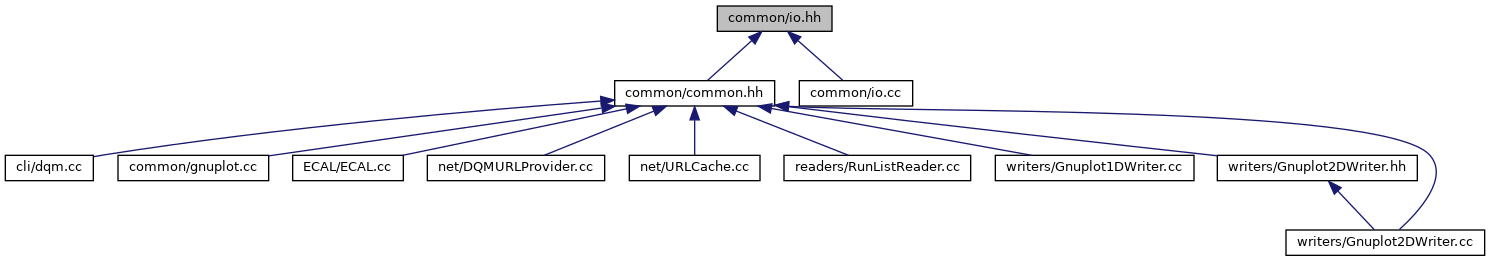 common/io.hh
common/common.hh
common/io.cc
cli/dqm.cc
common/gnuplot.cc
ECAL/ECAL.cc
net/DQMURLProvider.cc
net/URLCache.cc
readers/RunListReader.cc
writers/Gnuplot1DWriter.cc
writers/Gnuplot2DWriter.hh
writers/Gnuplot2DWriter.cc